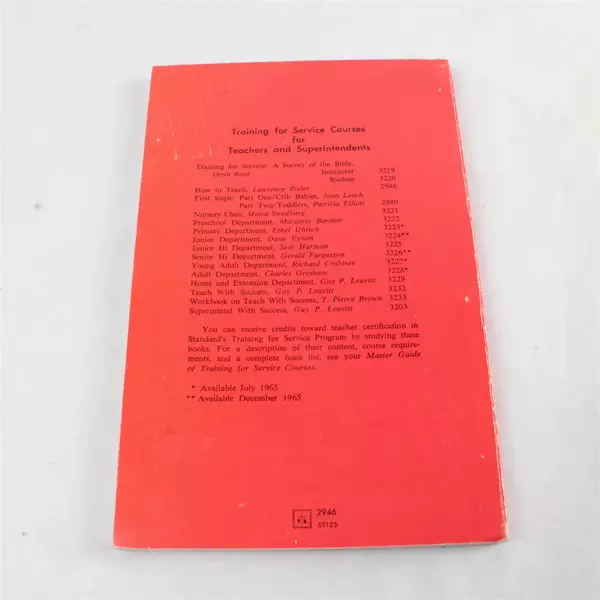 Training for Service Courses
for
Teachers and Superintendents
Training for Service: A Survey of the Bible,
Orrin Root Instructor 3219
Student 3220
How to Teach, Lawrence Bixler 2946
First Steps: Part One/Crib Babies, Joan Leach
Part Two/Toddlers, Patricia Elliott 2880
Nursery Class, Melva Swedburg 3221
Preschool Department, Margaret Bartlett 3222
Primary Department, Ethel Uhrich 3223*
Junior Department, Dana Eynon 3224**
Junior Hi Department, Seth Harmon 3225
Senior Hi Department, Gerald Furguson 3226**
Young Adult Department, Richard Crabtree 3227*
Adult Department, Charles Gresham 3228*
Home and Extension Department, Guy P. Leavitt 3229
Teach With Success, Guy P. Leavitt 3232
Workbook on Teach With Success, T. Pierce Brown 3233
Superintend With Success, Guy P. Leavitt 3203
You can receive credits toward teacher certification in
Standard's Training for Service Program by studying these
books. For a description of their content, course require-
ments, and a complete book list, see your Master Guide
of Training for Service Courses.
* Available July 1965
** Available December 1965
2946
ST125